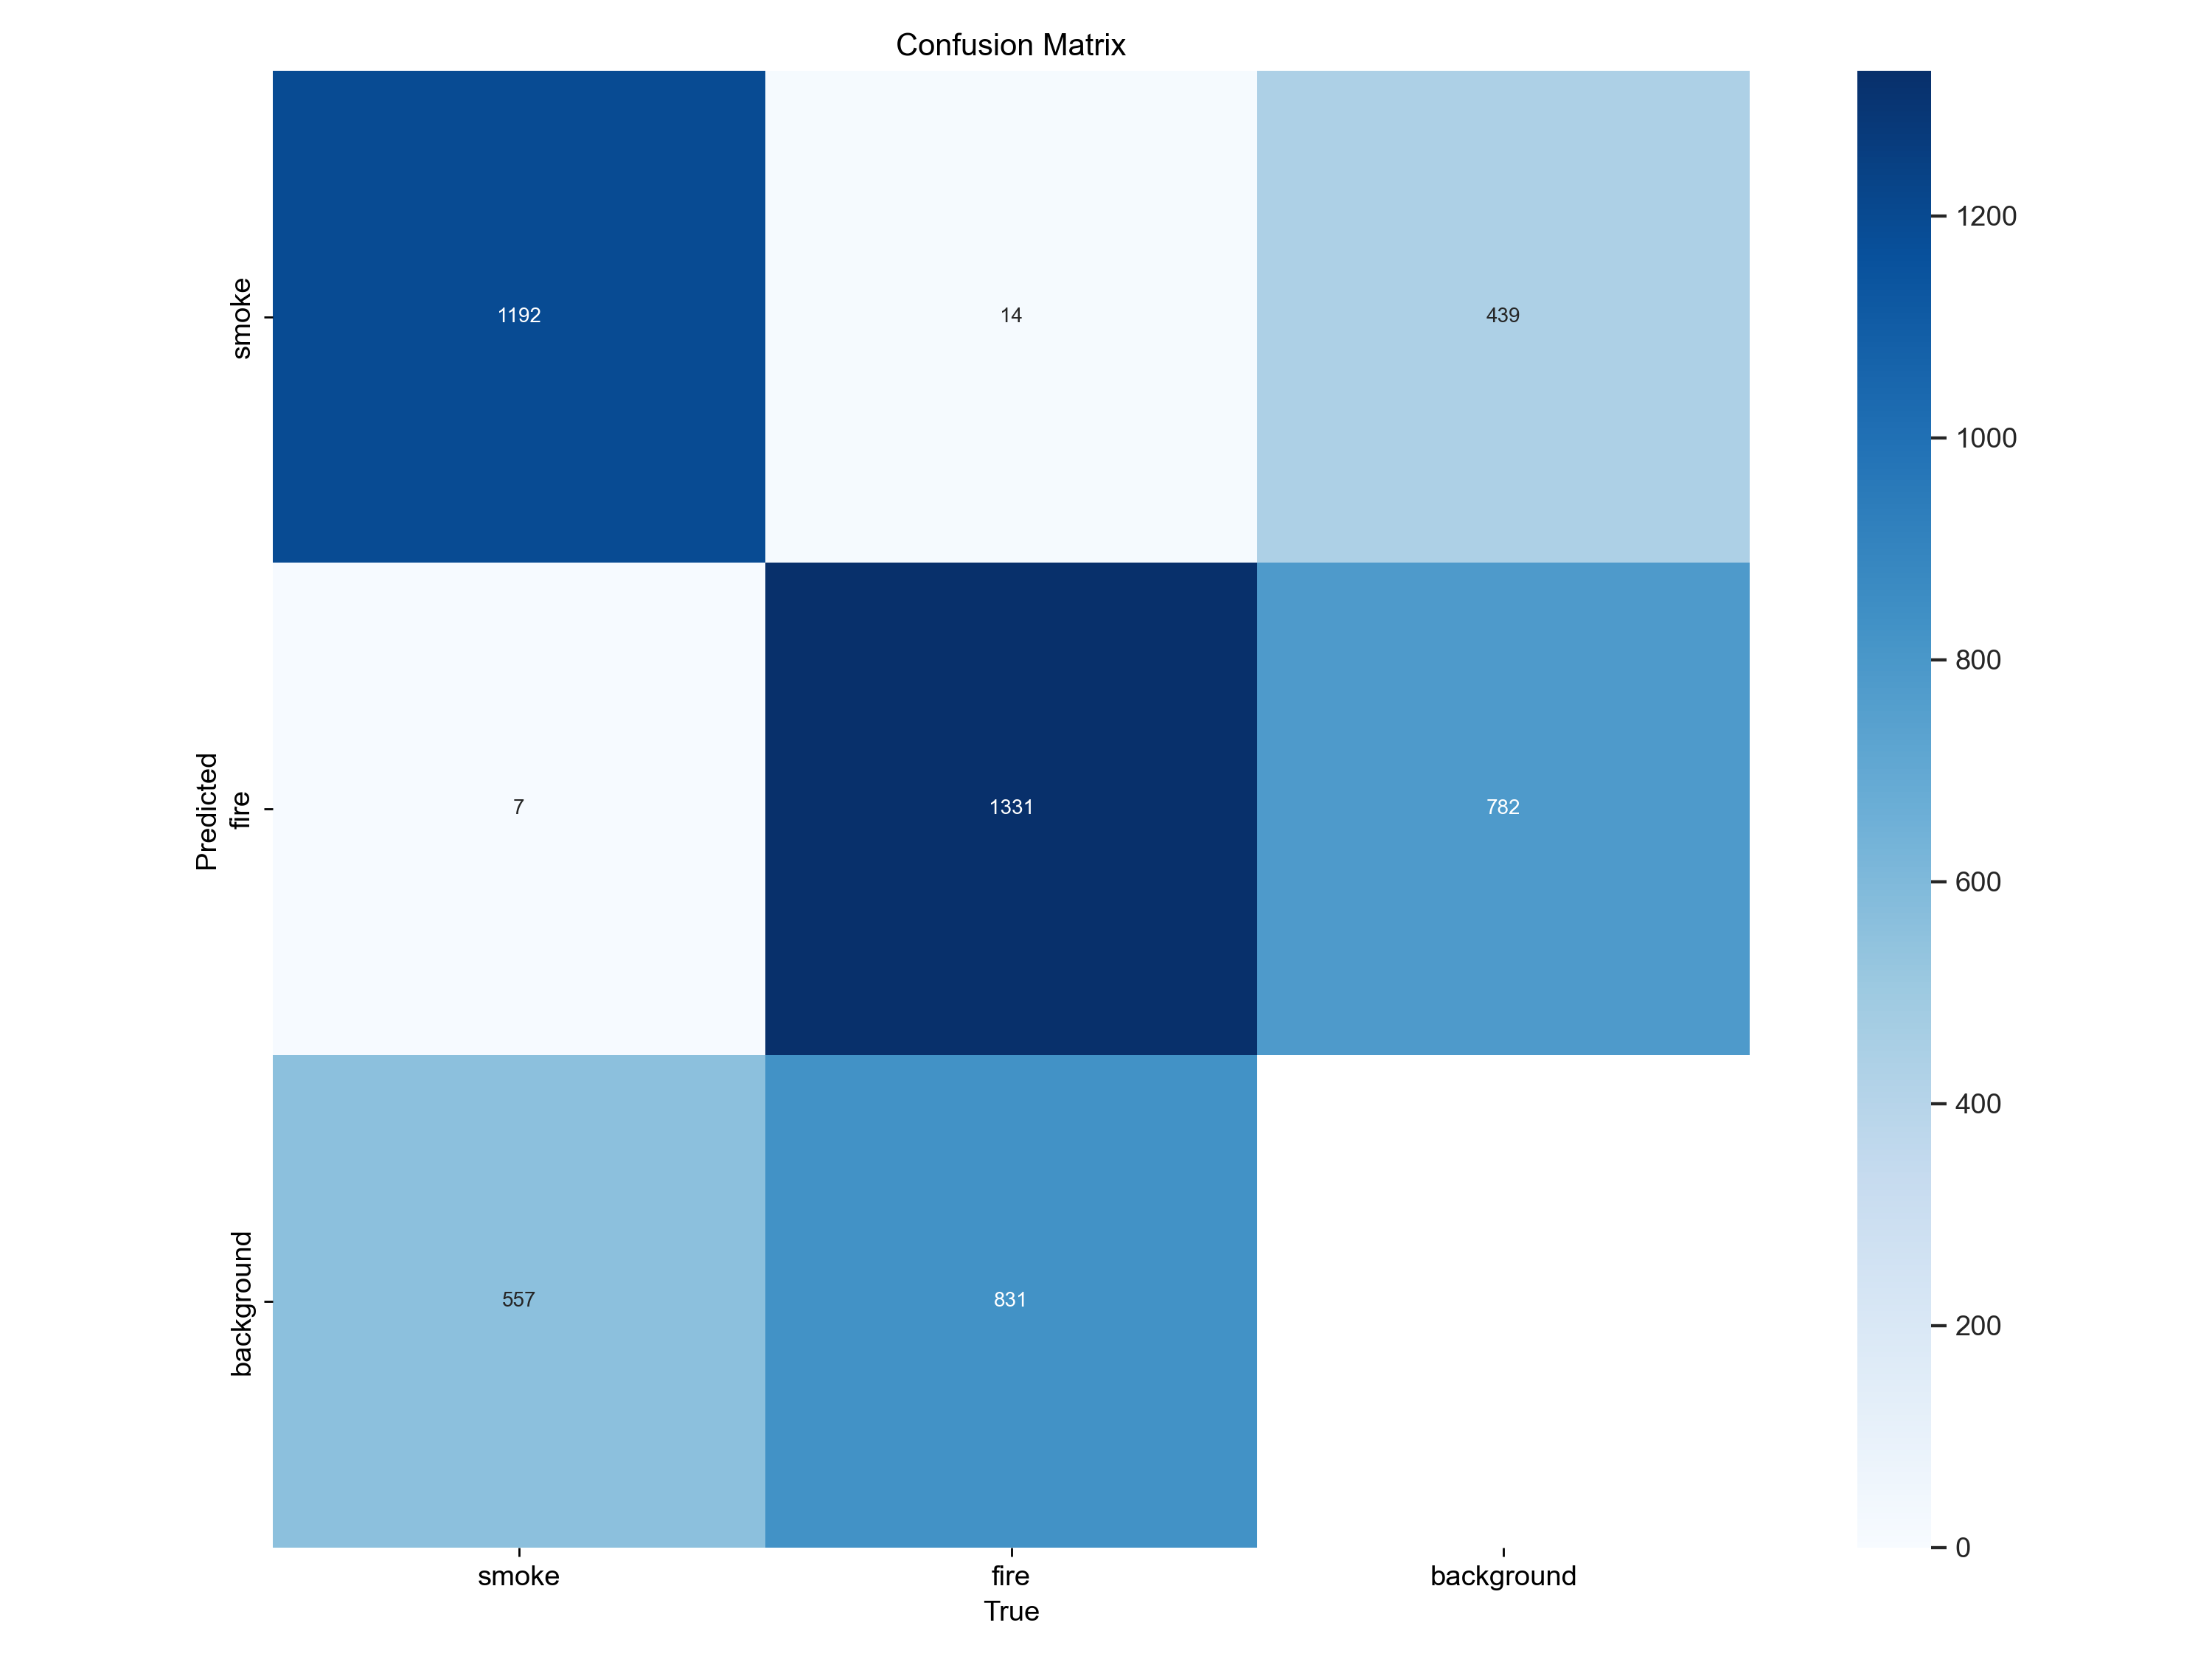 Confusion Matrix
smoke
1192
14
439
Predicted
fire
7
1331
782
background
557
831
smoke
fire
background
True
1200
1000
800
600
400
200
0